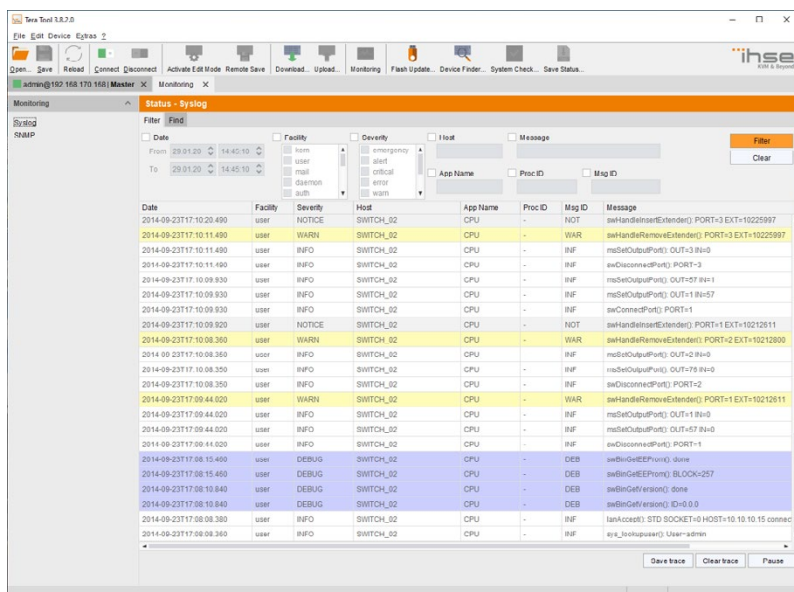 Tera Tool 3.8.2.0
File Edit Device Extras ?
Open... Save Reload Connect Disconnect Activate Edit Mode Remote Save Download... Upload... Monitoring Flash Update... Device Finder... System Check... Save Status...
ihse
KVM & Beyond
admin@192.168.170.168 | Master Monitoring
Monitoring
Syslog
SNMP
Status - Syslog
Filter Find
Date Facility Severity Host Message
From 29.01.20 14:40:10
To 29.01.20 14:45:10
kern
user
mail
daemon
auth
emergency
alert
critical
error
warn
App Name Proc ID Msg ID
Filter
Clear
Date Facility Severity Host App Name Proc ID Msg ID Message
2014-09-23T17:10:20.490 user NOTICE SWITCH_02 CPU - NOT swHandleInsertExtender(): PORT=3 EXT=10225997
2014-09-23T17:10:11.490 user WARN SWITCH_02 CPU - WAR swHandleRemoveExtender(): PORT=3 EXT=10225997
2014-09-23T17:10:11.490 user INFO SWITCH_02 CPU - INF msSetOutputPort(): OUT=3 IN=0
2014-09-23T17:10:11.490 user INFO SWITCH_02 CPU - INF swDisconnectPort(): PORT=3
2014-09-23T17:10:09.930 user INFO SWITCH_02 CPU - INF msSetOutputPort(): OUT=57 IN=1
2014-09-23T17:10:09.930 user INFO SWITCH_02 CPU - INF msSetOutputPort(): OUT=1 IN=57
2014-09-23T17:10:09.930 user INFO SWITCH_02 CPU - INF swConnectPort(): PORT=1
2014-09-23T17:10:09.920 user NOTICE SWITCH_02 CPU - NOT swHandleInsertExtender(): PORT=1 EXT=10212611
2014-09-23T17:10:08.360 user WARN SWITCH_02 CPU - WAR swHandleRemoveExtender(): PORT=2 EXT=10212800
2014-09-23T17:10:08.360 user INFO SWITCH_02 CPU - INF msSetOutputPort(): OUT=2 IN=0
2014-09-23T17:10:08.350 user INFO SWITCH_02 CPU - INF msSetOutputPort(): OUT=76 IN=0
2014-09-23T17:10:08.350 user INFO SWITCH_02 CPU - INF swDisconnectPort(): PORT=2
2014-09-23T17:09:44.020 user WARN SWITCH_02 CPU - WAR swHandleRemoveExtender(): PORT=1 EXT=10212611
2014-09-23T17:09:44.020 user INFO SWITCH_02 CPU - INF msSetOutputPort(): OUT=1 IN=0
2014-09-23T17:09:44.020 user INFO SWITCH_02 CPU - INF msSetOutputPort(): OUT=57 IN=0
2014-09-23T17:09:44.020 user INFO SWITCH_02 CPU - INF swDisconnectPort(): PORT=1
2014-09-23T17:08:15.460 user DEBUG SWITCH_02 CPU - DEB swBinGetEEProm(): done
2014-09-23T17:08:15.460 user DEBUG SWITCH_02 CPU - DEB swBinGetEEProm(): BLOCK=257
2014-09-23T17:08:10.840 user DEBUG SWITCH_02 CPU - DEB swBinGetVersion(): done
2014-09-23T17:08:10.840 user DEBUG SWITCH_02 CPU - DEB swBinGetVersion(): ID=0.0.0
2014-09-23T17:08:08.380 user INFO SWITCH_02 CPU - INF lanAccept(): STD SOCKET=0 HOST=10.10.10.15 connec
2014-09-23T17:08:08.360 user INFO SWITCH_02 CPU - INF sys_lookupuser(): User=admin
Save trace Clear trace Pause